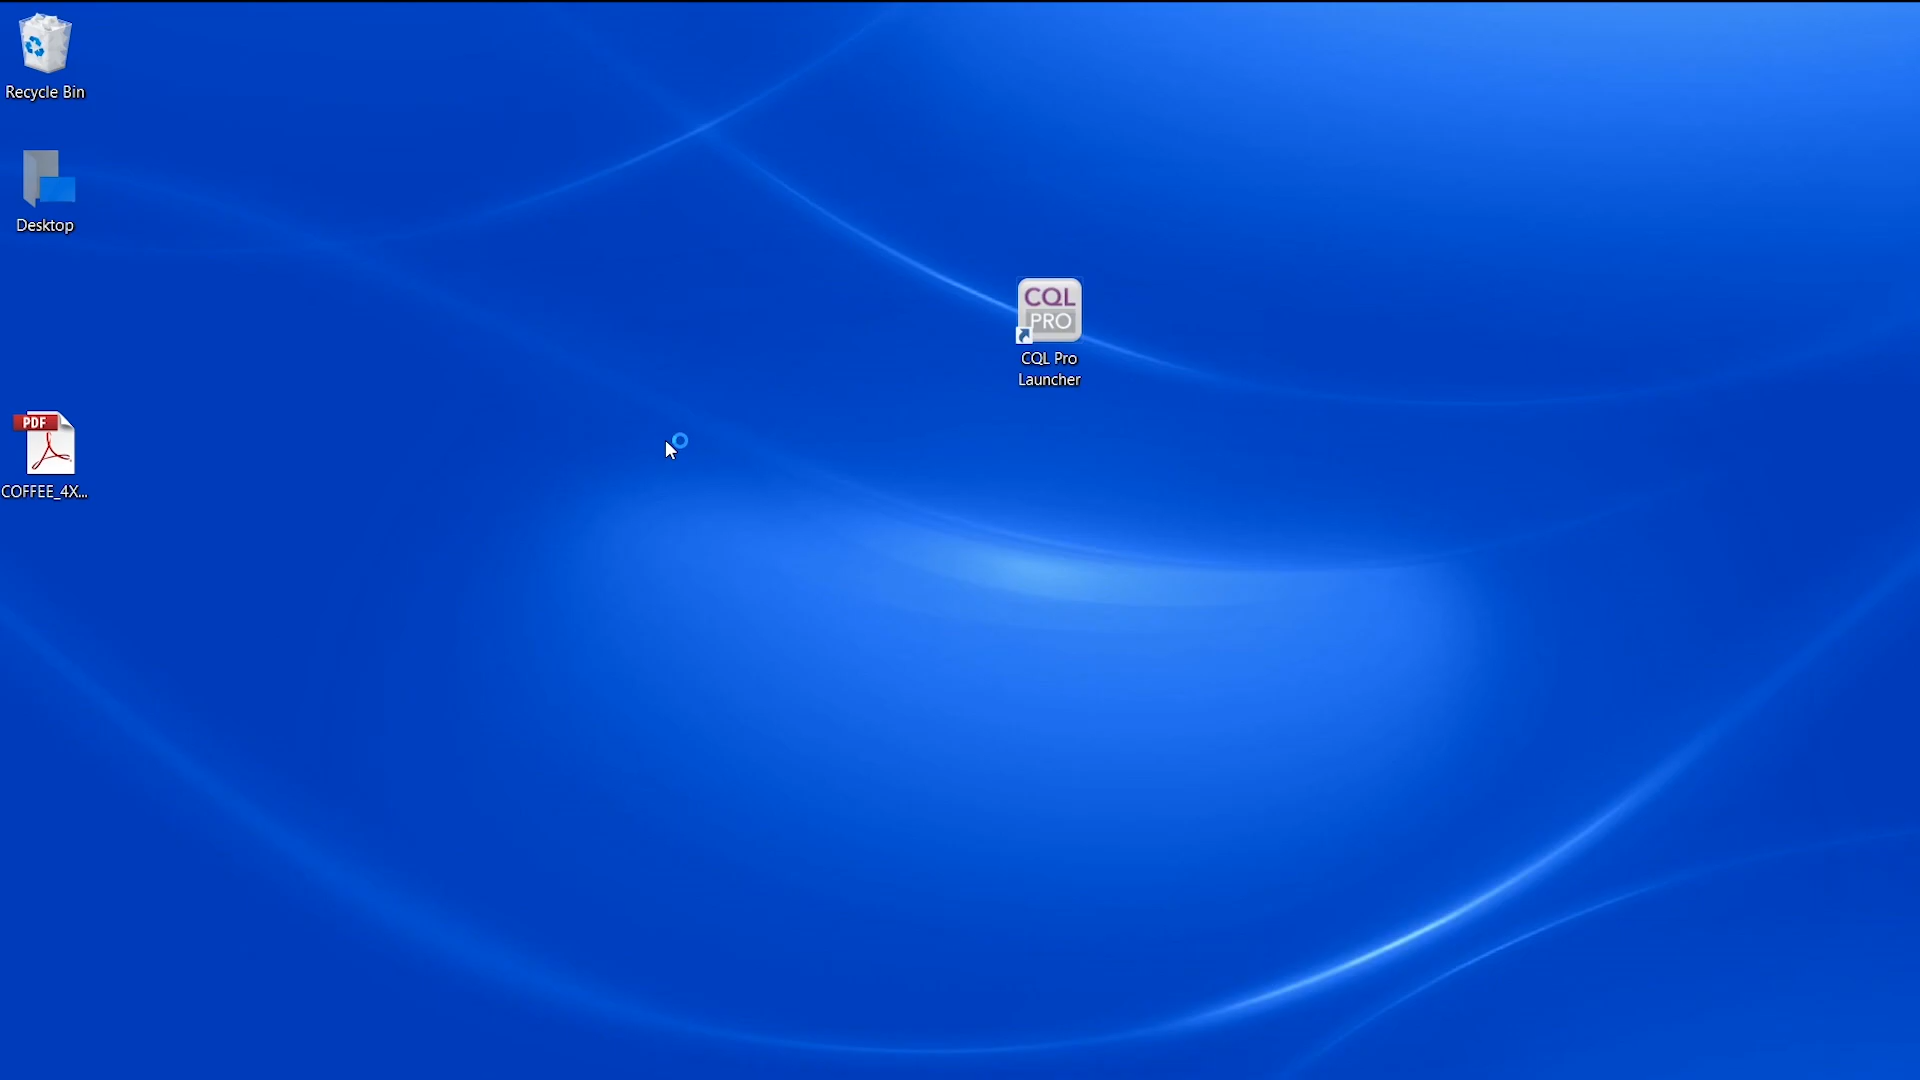 Recycle Bin
Desktop
CQL
PRO
CQL Pro
Launcher
PDF
COFFEE_4X...